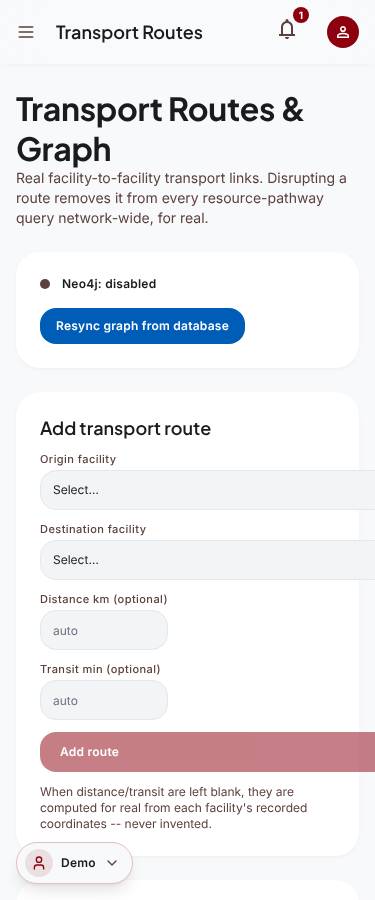 Transport Routes
1
Transport Routes &
Graph
Real facility-to-facility transport links. Disrupting a
route removes it from every resource-pathway
query network-wide, for real.
Neo4j: disabled
Resync graph from database
Add transport route
Origin facility
Select...
Destination facility
Select...
Distance km (optional)
auto
Transit min (optional)
auto
Add route
When distance/transit are left blank, they are
computed for real from each facility's recorded
coordinates -- never invented.
Demo